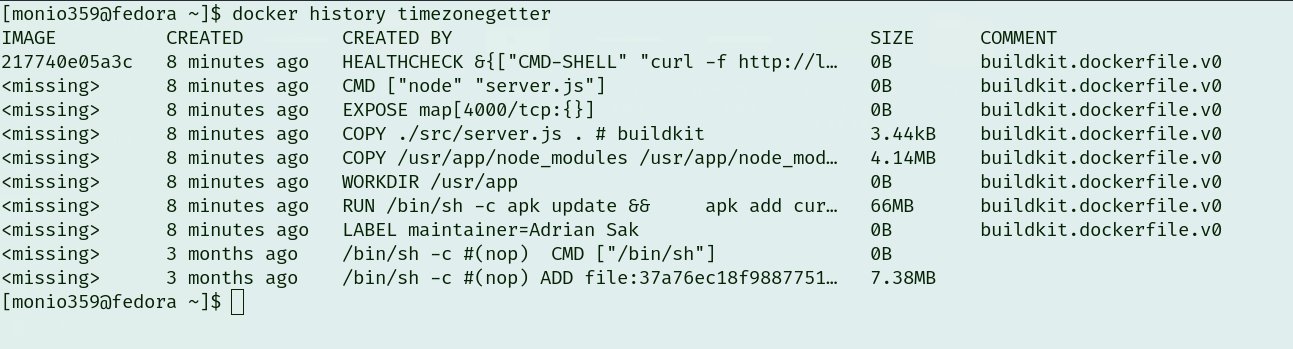 [monio359@fedora ~]$ docker history timezonegetter
IMAGE          CREATED         CREATED BY                                      SIZE      COMMENT
217740e05a3c   8 minutes ago   HEALTHCHECK &{["CMD-SHELL" "curl -f http://l…   0B        buildkit.dockerfile.v0
<missing>      8 minutes ago   CMD ["node" "server.js"]                        0B        buildkit.dockerfile.v0
<missing>      8 minutes ago   EXPOSE map[4000/tcp:{}]                         0B        buildkit.dockerfile.v0
<missing>      8 minutes ago   COPY ./src/server.js . # buildkit               3.44kB    buildkit.dockerfile.v0
<missing>      8 minutes ago   COPY /usr/app/node_modules /usr/app/node_mod…   4.14MB    buildkit.dockerfile.v0
<missing>      8 minutes ago   WORKDIR /usr/app                                0B        buildkit.dockerfile.v0
<missing>      8 minutes ago   RUN /bin/sh -c apk update &&     apk add cur…   66MB      buildkit.dockerfile.v0
<missing>      8 minutes ago   LABEL maintainer=Adrian Sak                     0B        buildkit.dockerfile.v0
<missing>      3 months ago    /bin/sh -c #(nop)  CMD ["/bin/sh"]              0B
<missing>      3 months ago    /bin/sh -c #(nop) ADD file:37a76ec18f9887751…   7.38MB
[monio359@fedora ~]$